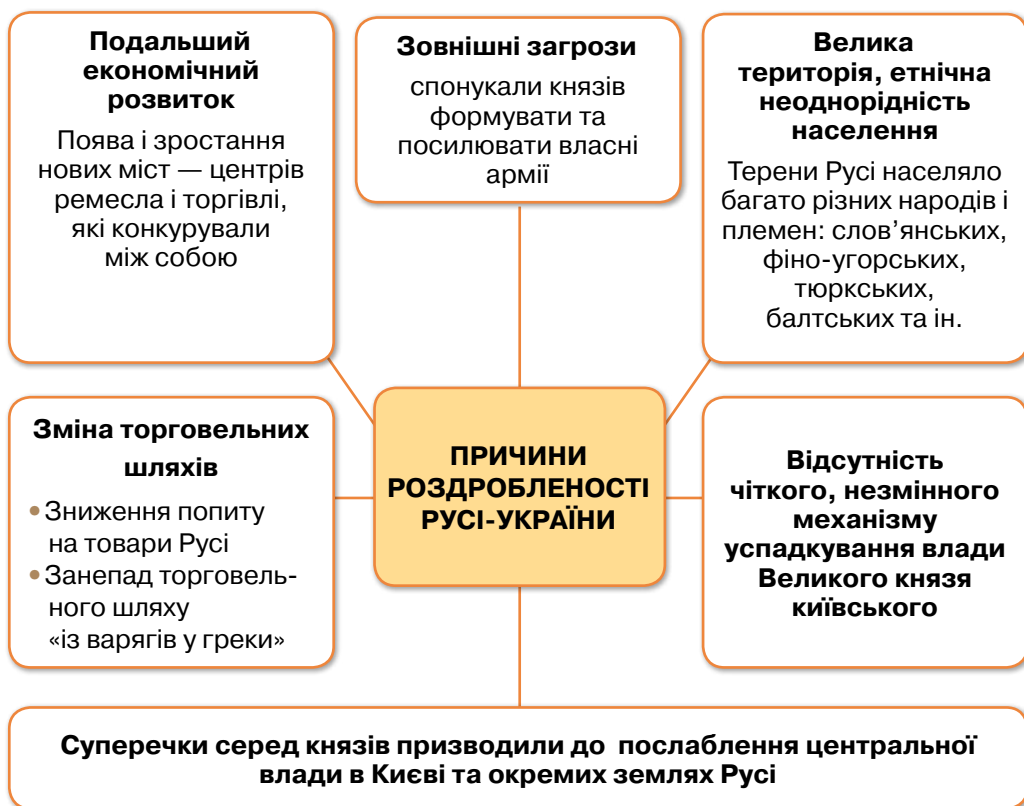 Подальший
економічний
розвиток
Поява і зростання
нових міст — центрів
ремесла і торгівлі,
які конкурували
між собою
Зовнішні загрози
спонукали князів
формувати та
посилювати власні
армії
Велика
територія, етнічна
неоднорідність
населення
Терени Русі населяло
багато різних народів і
племен: слов’янських,
фіно-угорських,
тюркських,
балтських та ін.
Зміна торговельних
шляхів
• Зниження попиту
на товари Русі
• Занепад торговель-
ного шляху
«із варягів у греки»
ПРИЧИНИ
РОЗДРОБЛЕНОСТІ
РУСІ-УКРАЇНИ
Відсутність
чіткого, незмінного
механізму
успадкування влади
Великого князя
київського
Суперечки серед князів призводили до послаблення центральної
влади в Києві та окремих землях Русі